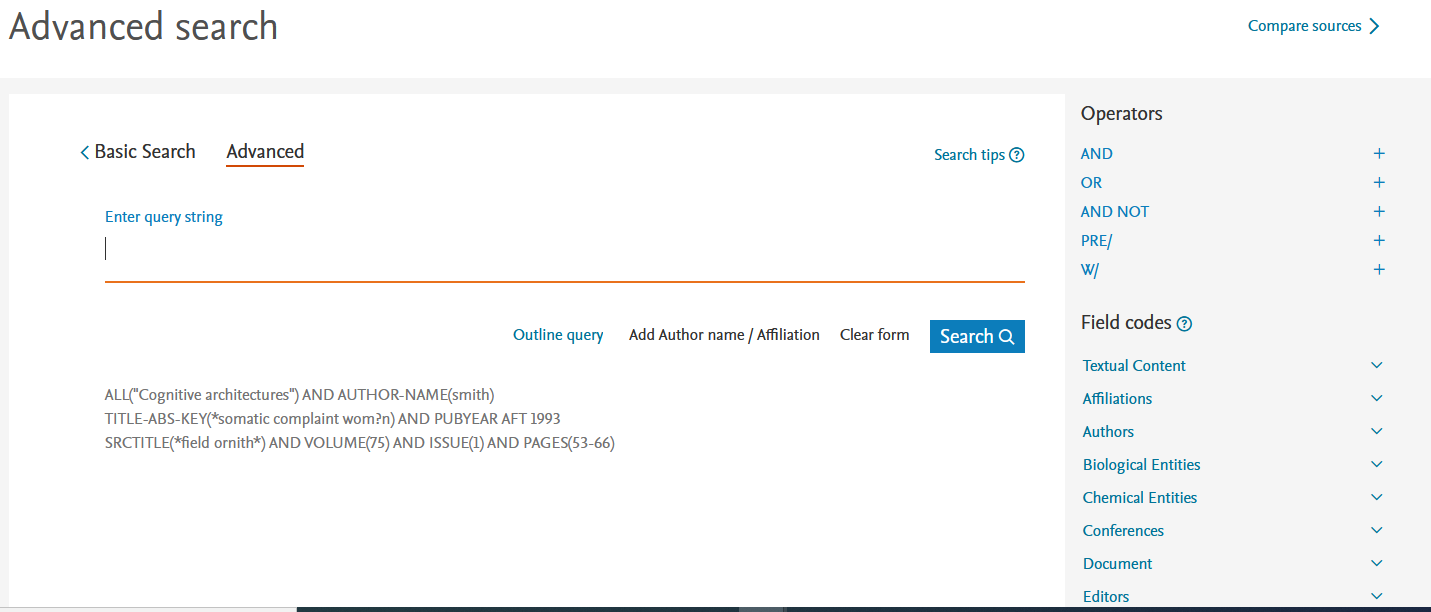 Advanced search
Compare sources
Basic Search Advanced
Search tips
Enter query string
Outline query Add Author name / Affiliation Clear form Search
ALL("Cognitive architectures") AND AUTHOR-NAME(smith)
TITLE-ABS-KEY(*somatic complaint wom?n) AND PUBYEAR AFT 1993
SRCTITLE(*field ornith*) AND VOLUME(75) AND ISSUE(1) AND PAGES(53-66)
Operators
AND +
OR +
AND NOT +
PRE/ +
W/ +
Field codes ?
Textual Content
Affiliations
Authors
Biological Entities
Chemical Entities
Conferences
Document
Editors